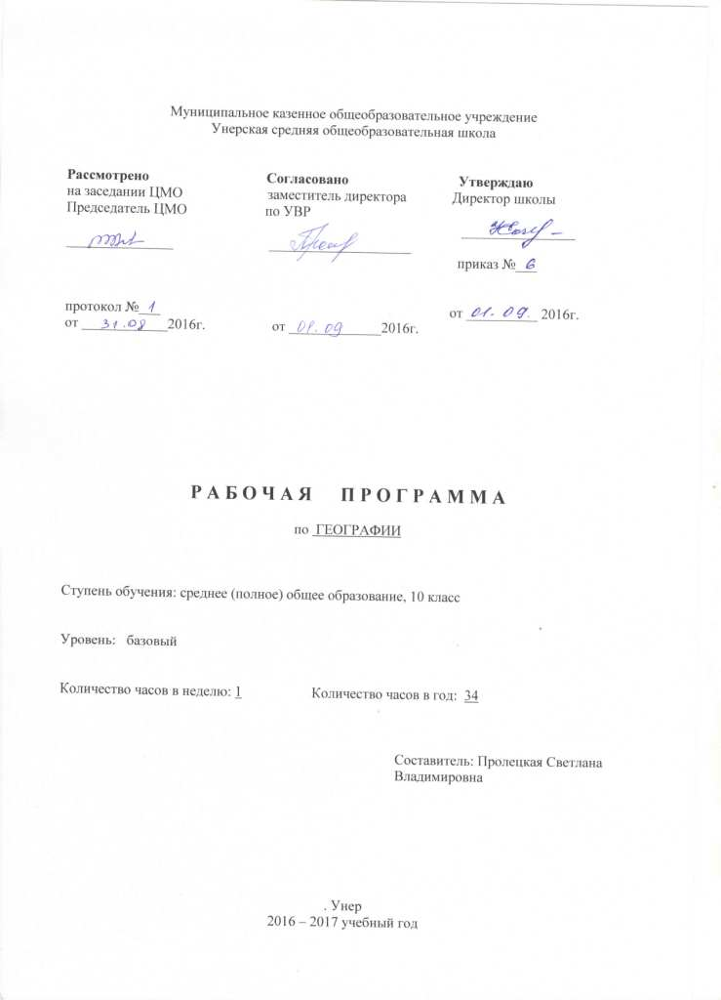 Муниципальное казенное общеобразовательное учреждение
Унерская средняя общеобразовательная школа
Рассмотрено
на заседании ЦМО
Председатель ЦМО
протокол № 1
от 31.08 2016г.
Согласовано
заместитель директора
по УВР
от 01.09 2016г.
Утверждаю
Директор школы
приказ № 6
от 01.09. 2016г.
РАБОЧАЯ ПРОГРАММА
по ГЕОГРАФИИ
Ступень обучения: среднее (полное) общее образование, 10 класс
Уровень: базовый
Количество часов в неделю: 1 Количество часов в год: 34
Составитель: Пролецкая Светлана
Владимировна
. Унер
2016 – 2017 учебный год